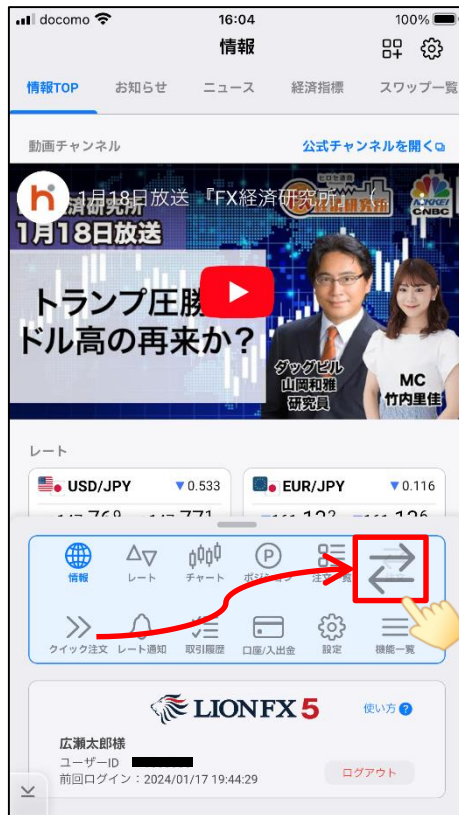 docomo 16:04 100%
情報
情報TOP お知らせ ニュース 経済指標 スワップ一覧
動画チャンネル 公式チャンネルを開く
1月18日放送 『FX経済研究所』 (
NIKKEI
CNBC
1月18日放送
トランプ圧勝
ドル高の再来か?
ダッグビル
山岡和雅
研究員
MC
竹内里佳
レート
USD/JPY ▼0.533 EUR/JPY ▼0.116
情報 レート チャート ポジション
クイック注文 レート通知 取引履歴 口座/入出金 設定 機能一覧
LION FX 5 使い方 ?
広瀬太郎様
ユーザーID
前回ログイン:2024/01/17 19:44:29
ログアウト